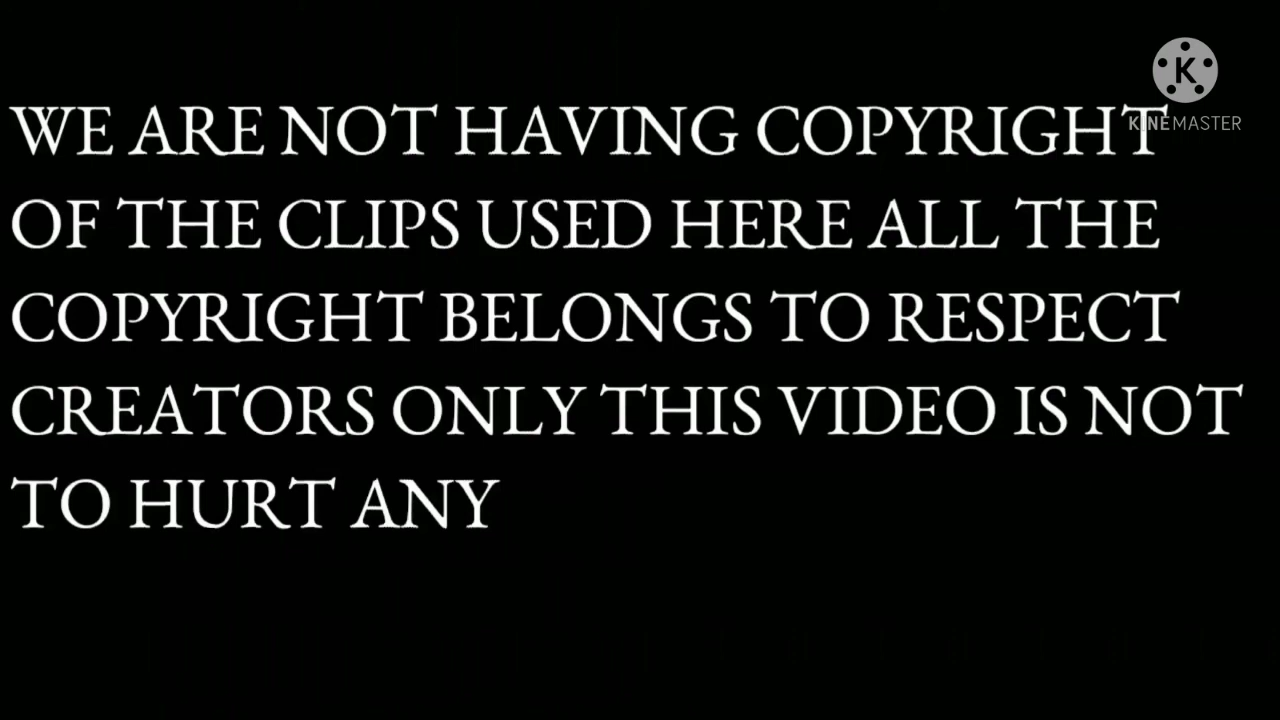 WE ARE NOT HAVING COPYRIGHT
KINEMASTER
OF THE CLIPS USED HERE ALL THE
COPYRIGHT BELONGS TO RESPECT
CREATORS ONLY THIS VIDEO IS NOT
TO HURT ANY